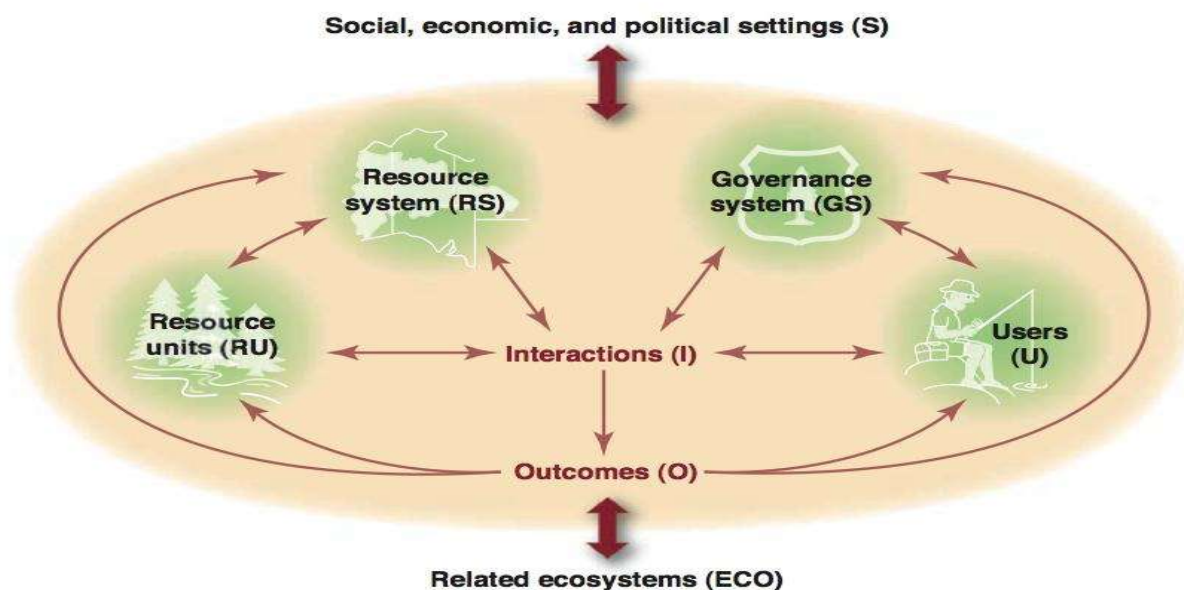 Social, economic, and political settings (S)
Resource
system (RS)
Governance
system (GS)
Resource
units (RU)
Interactions (I)
Users
(U)
Outcomes (O)
Related ecosystems (ECO)